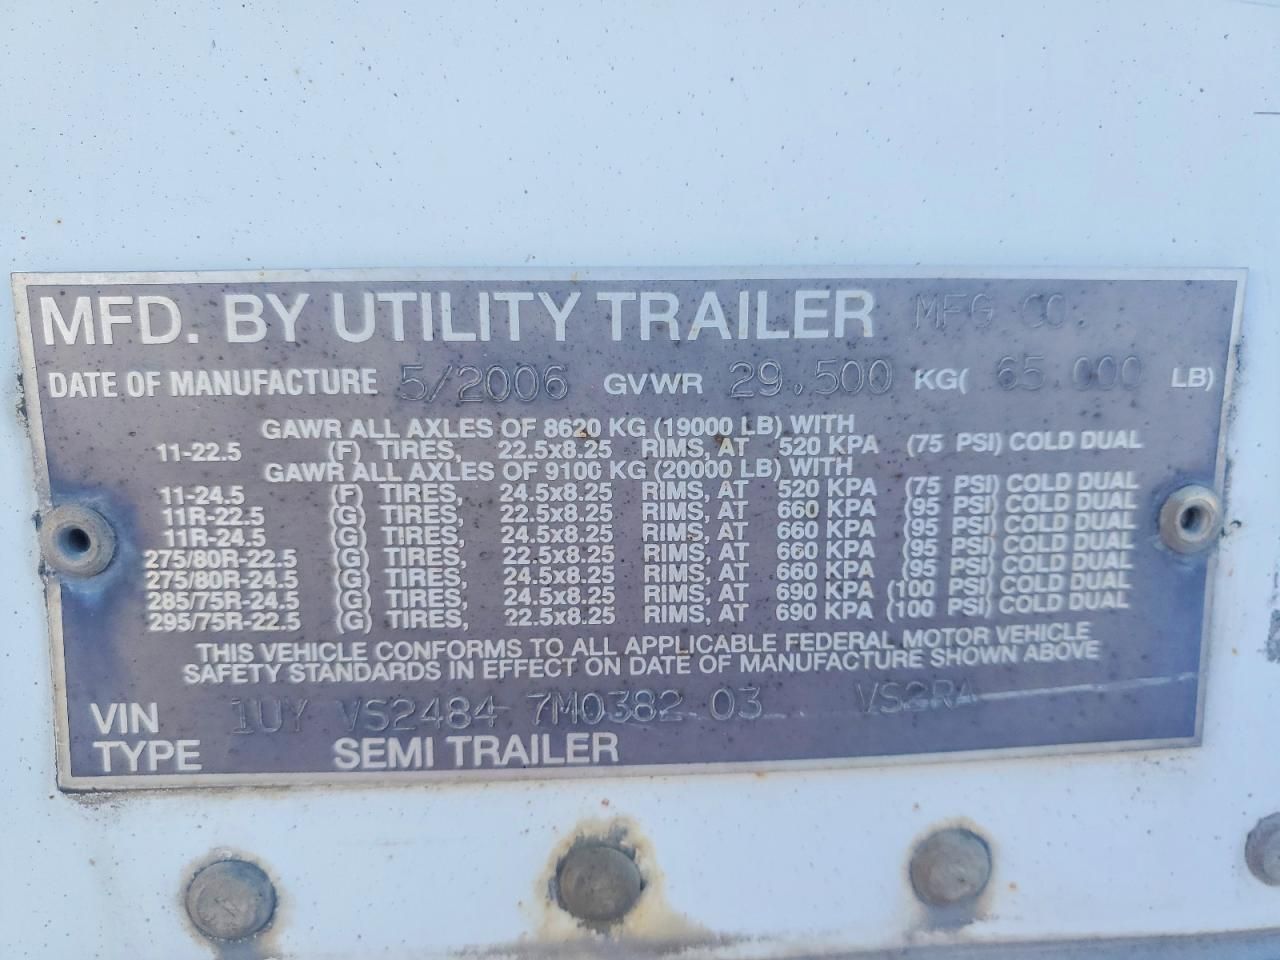 MFD. BY UTILITY TRAILER MFG CO.
DATE OF MANUFACTURE 5/2006 GVWR 29,500 KG( 65,000 LB)
GAWR ALL AXLES OF 8620 KG (19000 LB) WITH
11-22.5 (F) TIRES, 22.5x8.25 RIMS, AT 520 KPA (75 PSI) COLD DUAL
GAWR ALL AXLES OF 9100 KG (20000 LB) WITH
11-24.5 (F) TIRES, 24.5x8.25 RIMS, AT 520 KPA (75 PSI) COLD DUAL
11R-22.5 (G) TIRES, 22.5x8.25 RIMS, AT 660 KPA (95 PSI) COLD DUAL
11R-24.5 (G) TIRES, 24.5x8.25 RIMS, AT 660 KPA (95 PSI) COLD DUAL
275/80R-22.5 (G) TIRES, 22.5x8.25 RIMS, AT 660 KPA (95 PSI) COLD DUAL
275/80R-24.5 (G) TIRES, 24.5x8.25 RIMS, AT 660 KPA (95 PSI) COLD DUAL
285/75R-24.5 (G) TIRES, 24.5x8.25 RIMS, AT 690 KPA (100 PSI) COLD DUAL
295/75R-22.5 (G) TIRES, 22.5x8.25 RIMS, AT 690 KPA (100 PSI) COLD DUAL
THIS VEHICLE CONFORMS TO ALL APPLICABLE FEDERAL MOTOR VEHICLE
SAFETY STANDARDS IN EFFECT ON DATE OF MANUFACTURE SHOWN ABOVE
VIN 1UY VS2484 7M0382 03 VS2RA
TYPE SEMI TRAILER